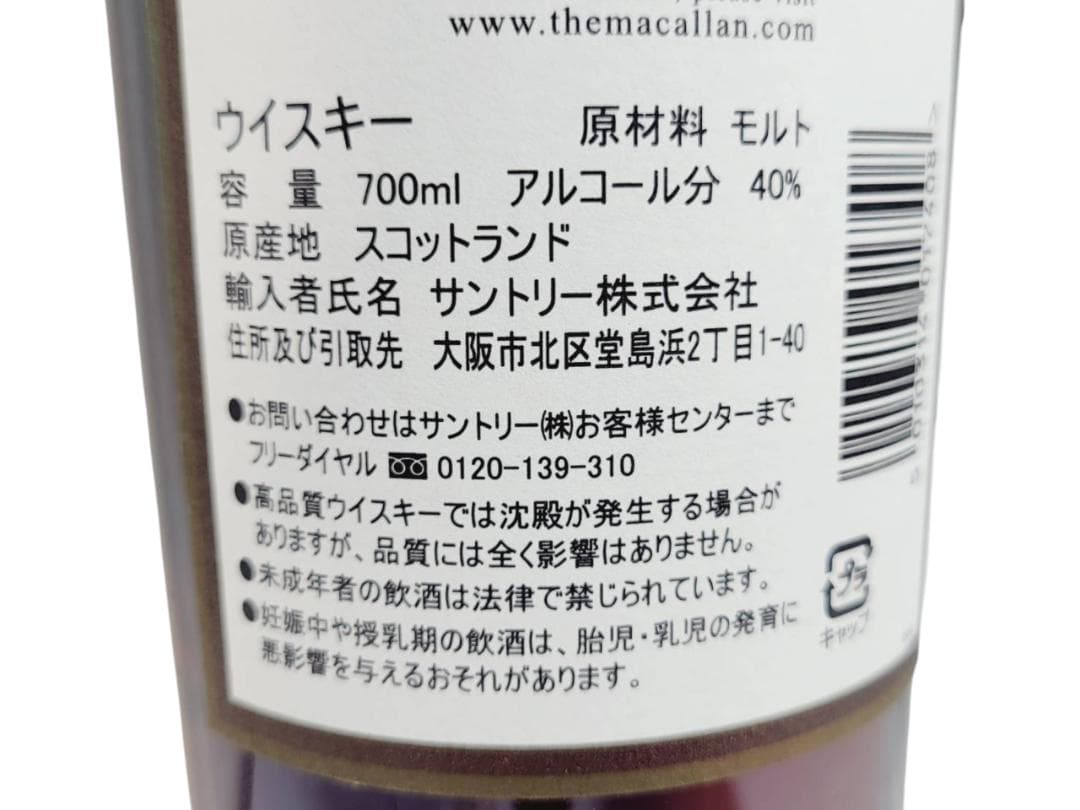 please visit
www.themacallan.com
ウイスキー 原材料 モルト
容 量 700ml アルコール分 40%
原産地 スコットランド
輸入者氏名 サントリー株式会社
住所及び引取先 大阪市北区堂島浜2丁目1-40
●お問い合わせはサントリー㈱お客様センターまで
フリーダイヤル 0120-139-310
●高品質ウイスキーでは沈殿が発生する場合が
ありますが、品質には全く影響はありません。
●未成年者の飲酒は法律で禁じられています。
●妊娠中や授乳期の飲酒は、胎児・乳児の発育に
悪影響を与えるおそれがあります。
プラ
キャップ